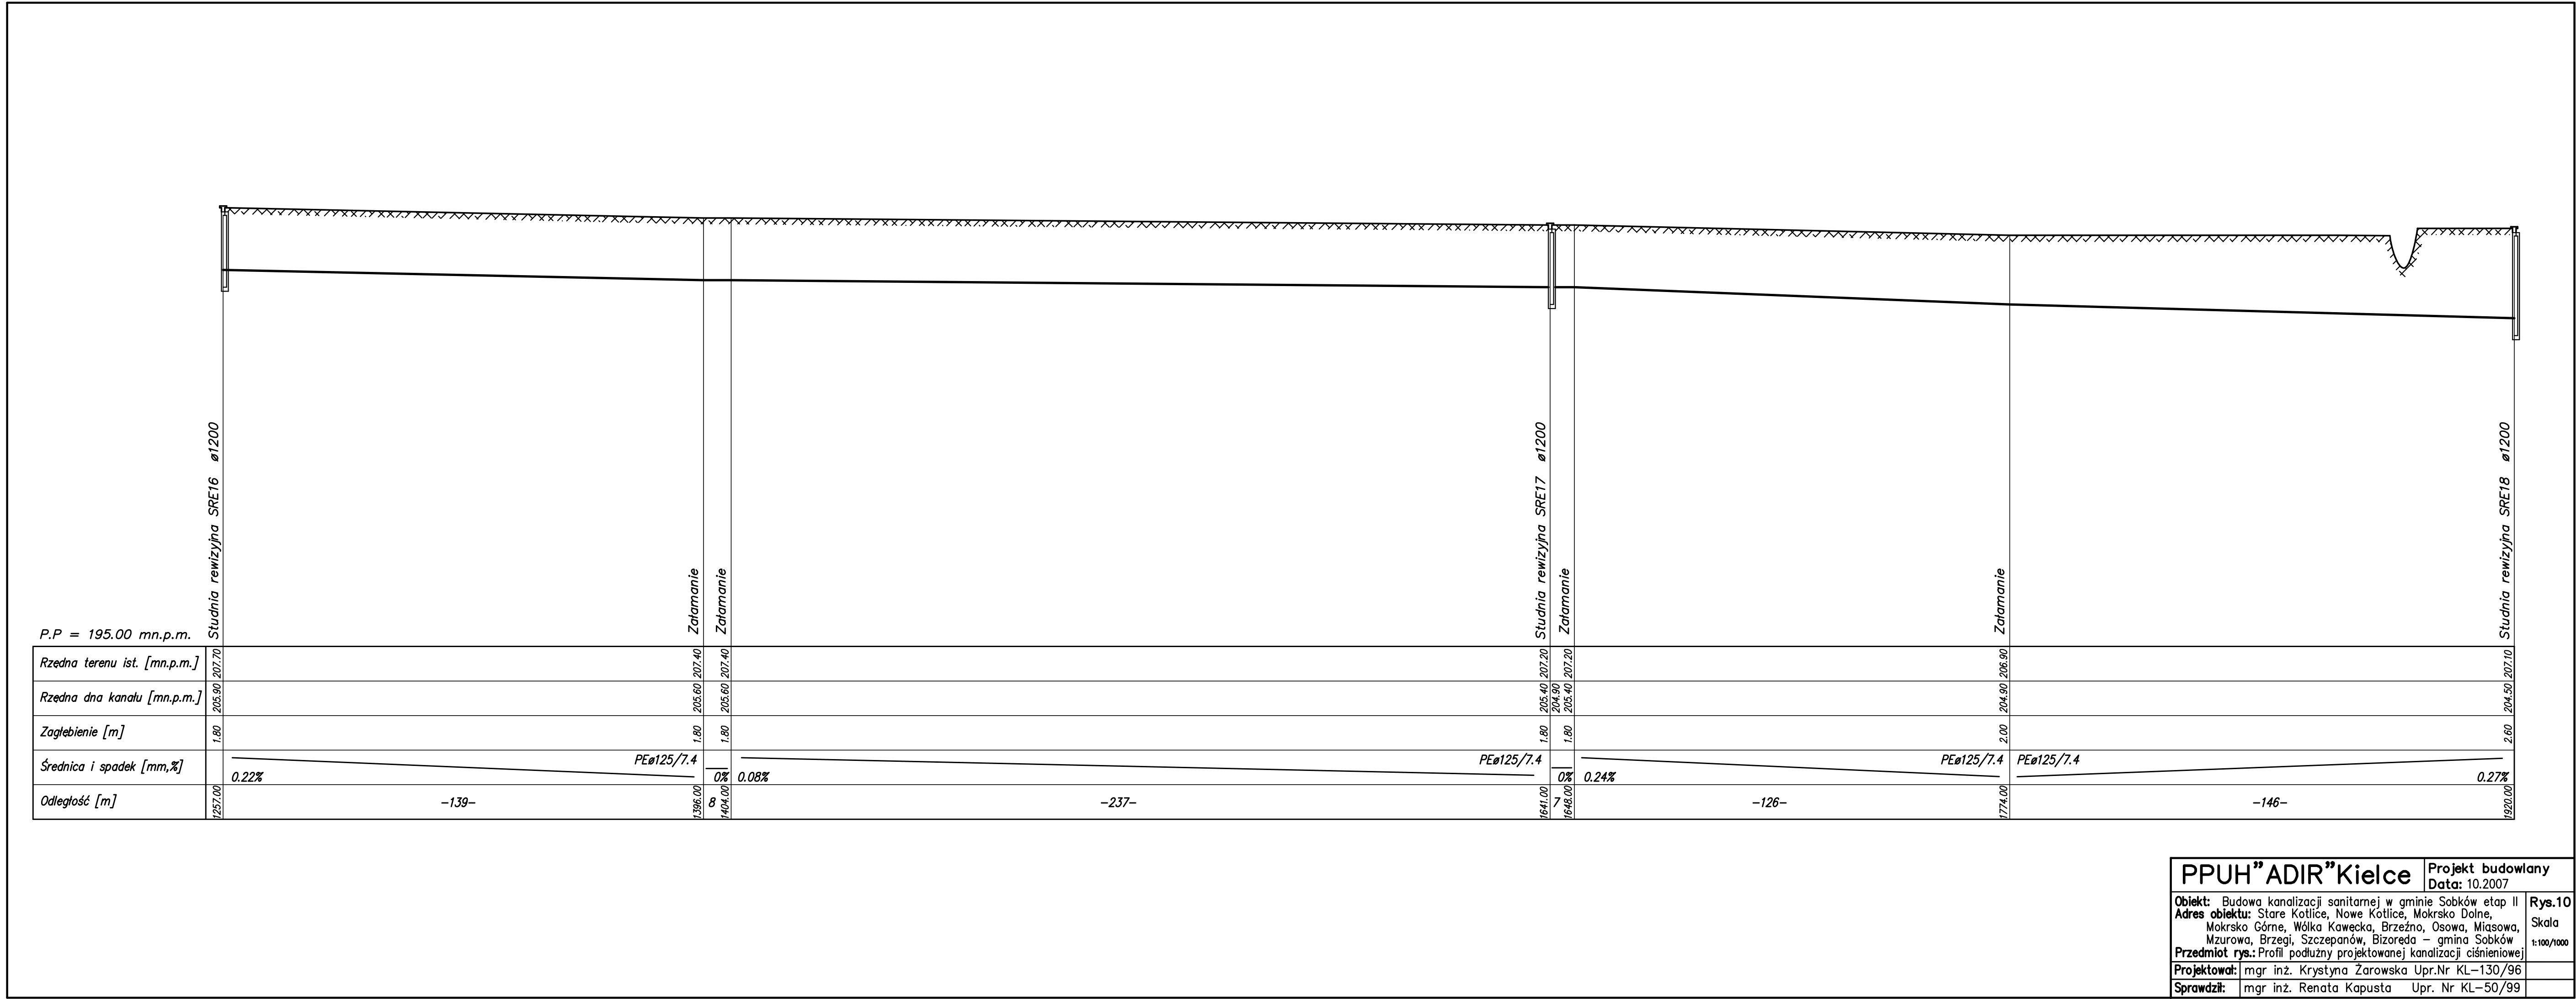 Studnia rewizyjna SRE16 ø1200
Załamanie
Załamanie
Studnia rewizyjna SRE17 ø1200
Załamanie
Załamanie
Studnia rewizyjna SRE18 ø1200
P.P = 195.00 mn.p.m.
Rzędna terenu ist. [mn.p.m.] 207.70 207.40 207.40 207.20 207.20 206.90 207.10
Rzędna dna kanału [mn.p.m.] 205.90 205.60 205.60 205.40 204.90 205.40 204.90 204.50
Zagłębienie [m] 1.80 1.80 1.80 1.80 1.80 2.00 2.60
Średnica i spadek [mm,%] 0.22% PEø125/7.4 0% 0.08% PEø125/7.4 0% 0.24% PEø125/7.4 PEø125/7.4 0.27%
Odległość [m] 1257.00 -139- 1396.00 8 1404.00 -237- 1641.00 7 1648.00 -126- 1774.00 -146- 1920.00
PPUH"ADIR"Kielce
Projekt budowlany
Data: 10.2007
Obiekt: Budowa kanalizacji sanitarnej w gminie Sobków etap II
Adres obiektu: Stare Kotlice, Nowe Kotlice, Mokrsko Dolne,
Mokrsko Górne, Wólka Kawęcka, Brzeźno, Osowa, Miąsowa,
Mzurowa, Brzegi, Szczepanów, Bizoręda – gmina Sobków
Przedmiot rys.: Profil podłużny projektowanej kanalizacji ciśnieniowej
Rys.10
Skala
1:100/1000
Projektował: mgr inż. Krystyna Żarowska Upr.Nr KL-130/96
Sprawdził: mgr inż. Renata Kapusta Upr. Nr KL-50/99